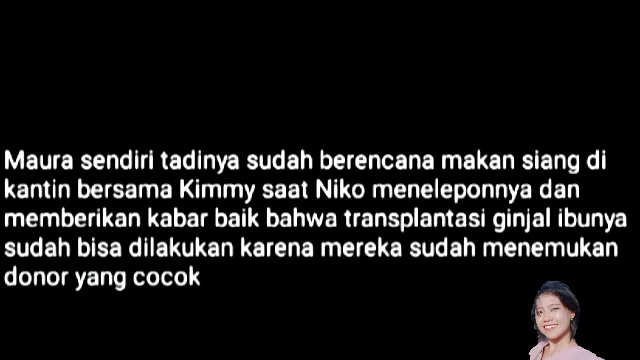 Maura sendiri tadinya sudah berencana makan siang di
kantin bersama Kimmy saat Niko meneleponnya dan
memberikan kabar baik bahwa transplantasi ginjal ibunya
sudah bisa dilakukan karena mereka sudah menemukan
donor yang cocok